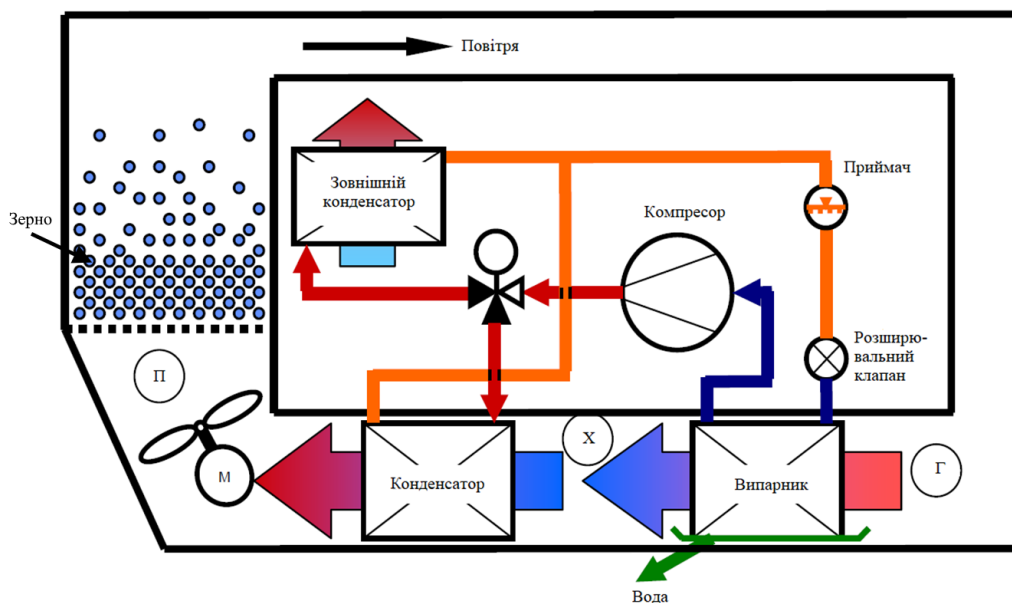 Повітря
Приймач
Зовнішній
конденсатор
Компресор
Зерно
Розширю-
вальний
клапан
П
Х
М
Конденсатор
Випарник
Г
Вода